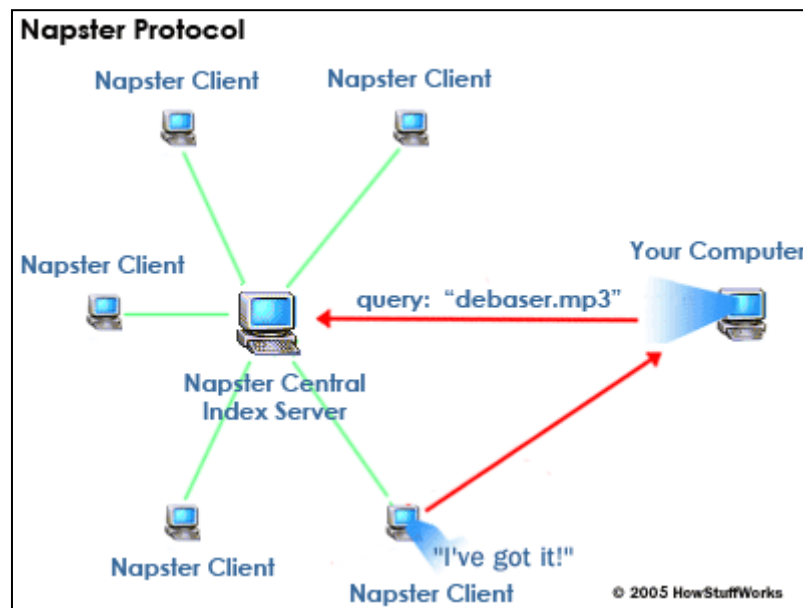 Napster Protocol
Napster Client
Napster Client
Napster Client
Your Computer
query: “debaser.mp3”
Napster Central
Index Server
Napster Client
"I've got it!"
Napster Client
© 2005 HowStuffWorks